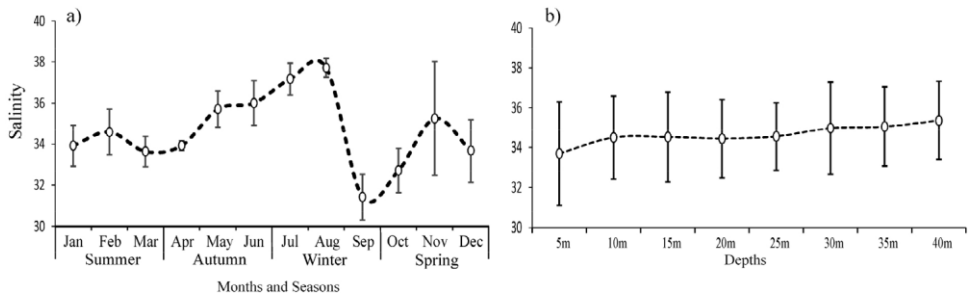 a)
40
38
36
34
32
30
Salinity
Jan Feb Mar Apr May Jun Jul Aug Sep Oct Nov Dec
Summer Autumn Winter Spring
Months and Seasons
b)
40
38
36
34
32
30
5m 10m 15m 20m 25m 30m 35m 40m
Depths